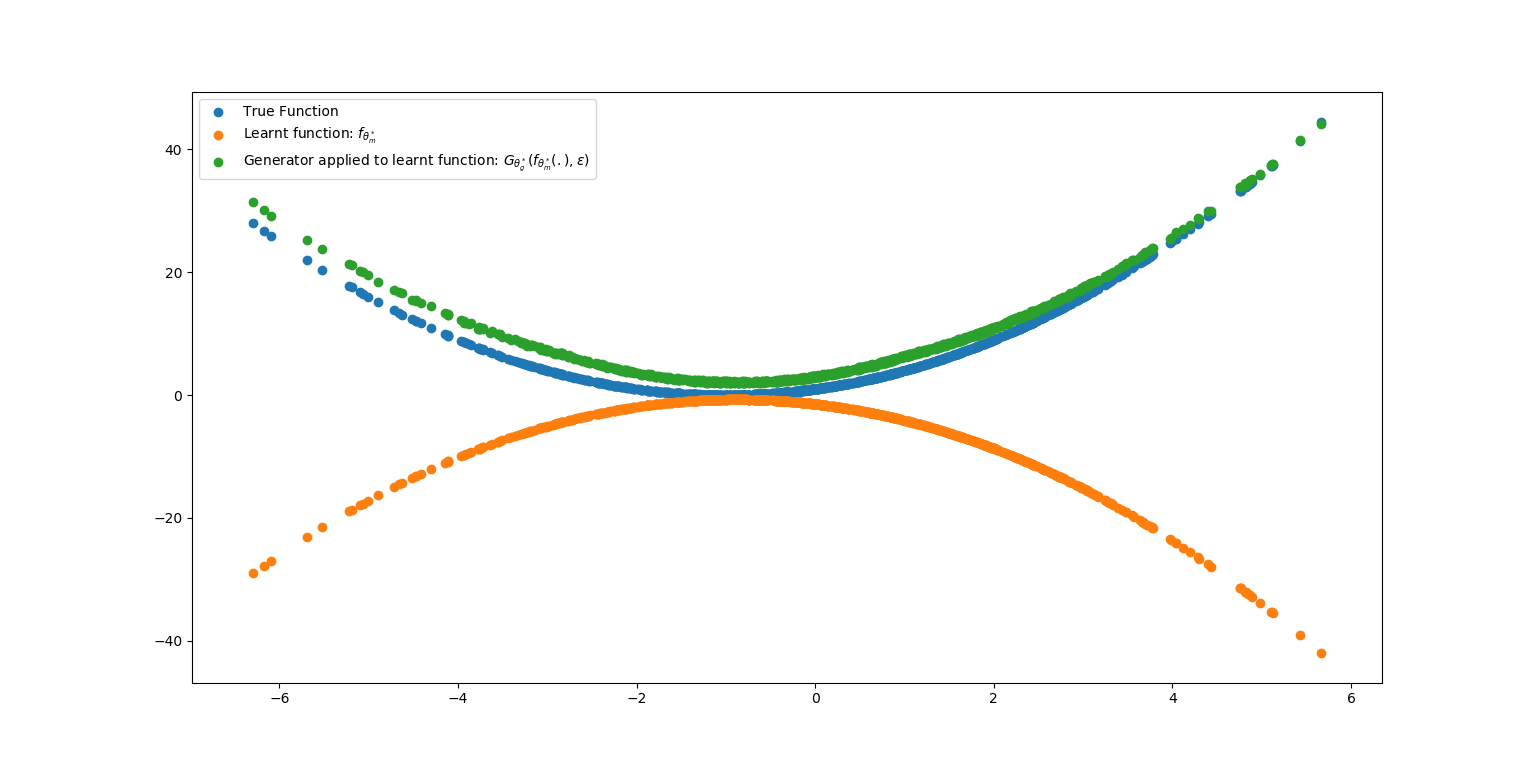 True Function
Learnt function: $f_{\theta_m^*}$
Generator applied to learnt function: $G_{\theta_g^*}(f_{\theta_m^*}(.), \epsilon)$
40
20
0
−20
−40
−6 −4 −2 0 2 4 6